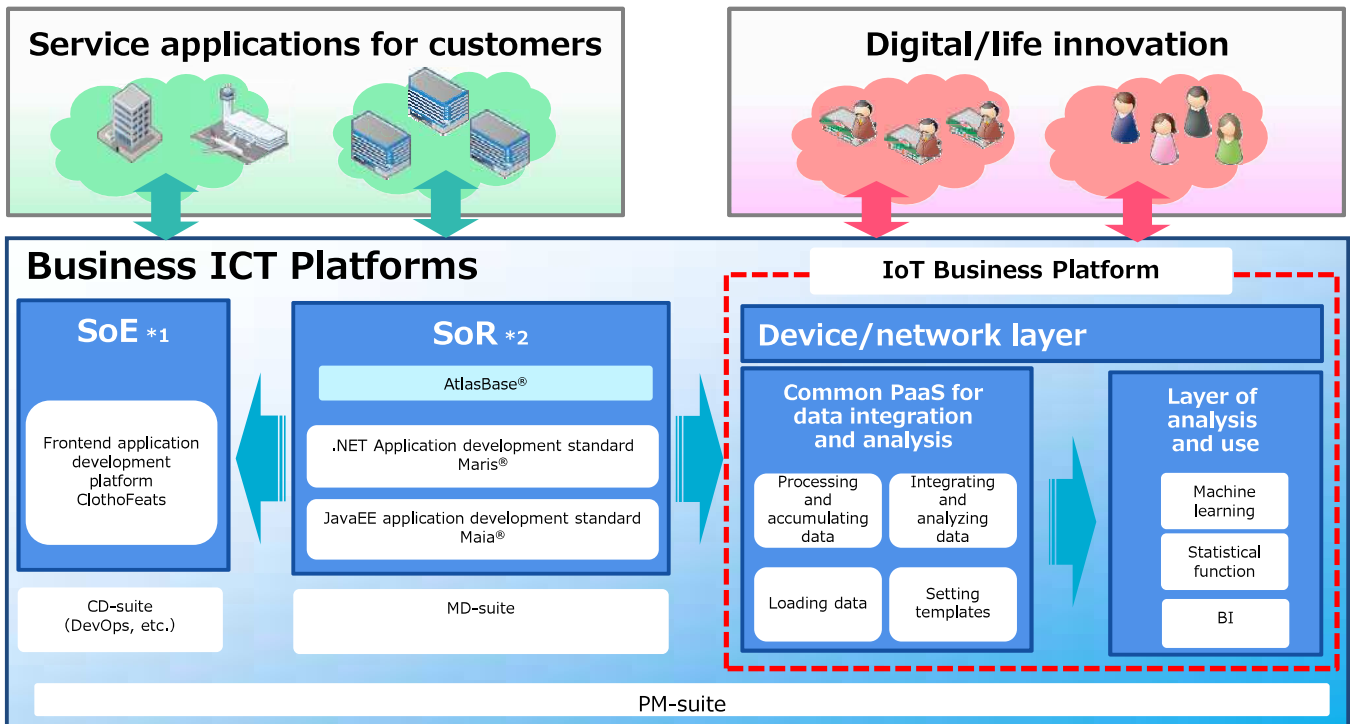 Service applications for customers
Digital/life innovation
Business ICT Platforms
IoT Business Platform
SoE *1
Frontend application
development
platform
ClothoFeats
CD-suite
(DevOps, etc.)
SoR *2
AtlasBase®
.NET Application development standard
Maris®
JavaEE application development standard
Maia®
MD-suite
Device/network layer
Common PaaS for
data integration
and analysis
Processing
and
accumulating
data
Integrating
and
analyzing
data
Loading data
Setting
templates
Layer of
analysis
and use
Machine
learning
Statistical
function
BI
PM-suite